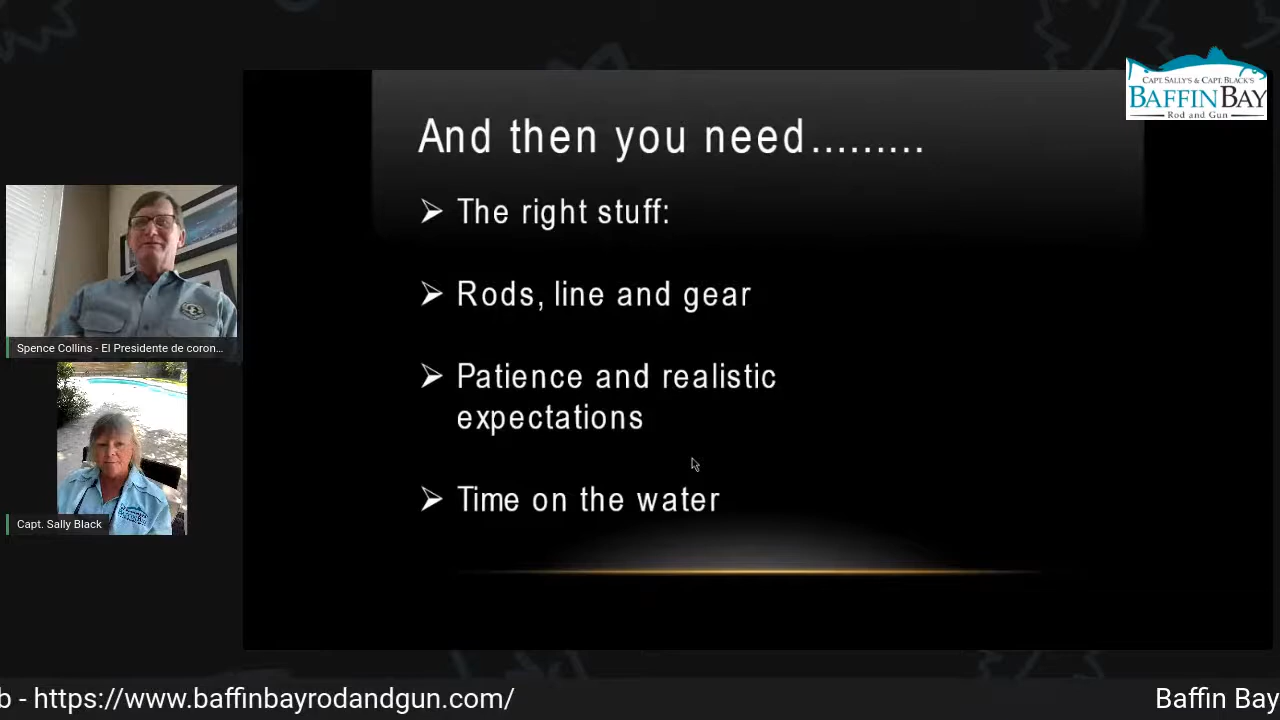 CAPT. SALLY'S & CAPT. BLACK'S
BAFFIN BAY
Rod and Gun
And then you need.........
➢ The right stuff:
➢ Rods, line and gear
➢ Patience and realistic
expectations
➢ Time on the water
Spence Collins - El Presidente de coron...
Capt. Sally Black
b - https://www.baffinbayrodandgun.com/
Baffin Bay